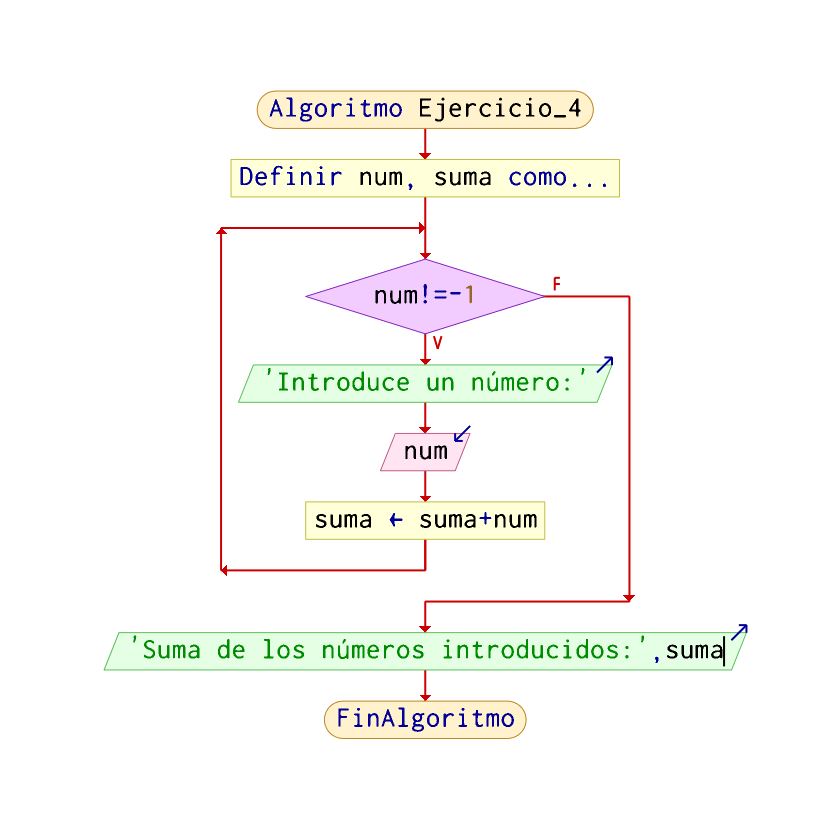 Algoritmo Ejercicio_4
Definir num, suma como...
num!=-1
F
V
'Introduce un número:'
num
suma ← suma+num
'Suma de los números introducidos:',suma
FinAlgoritmo